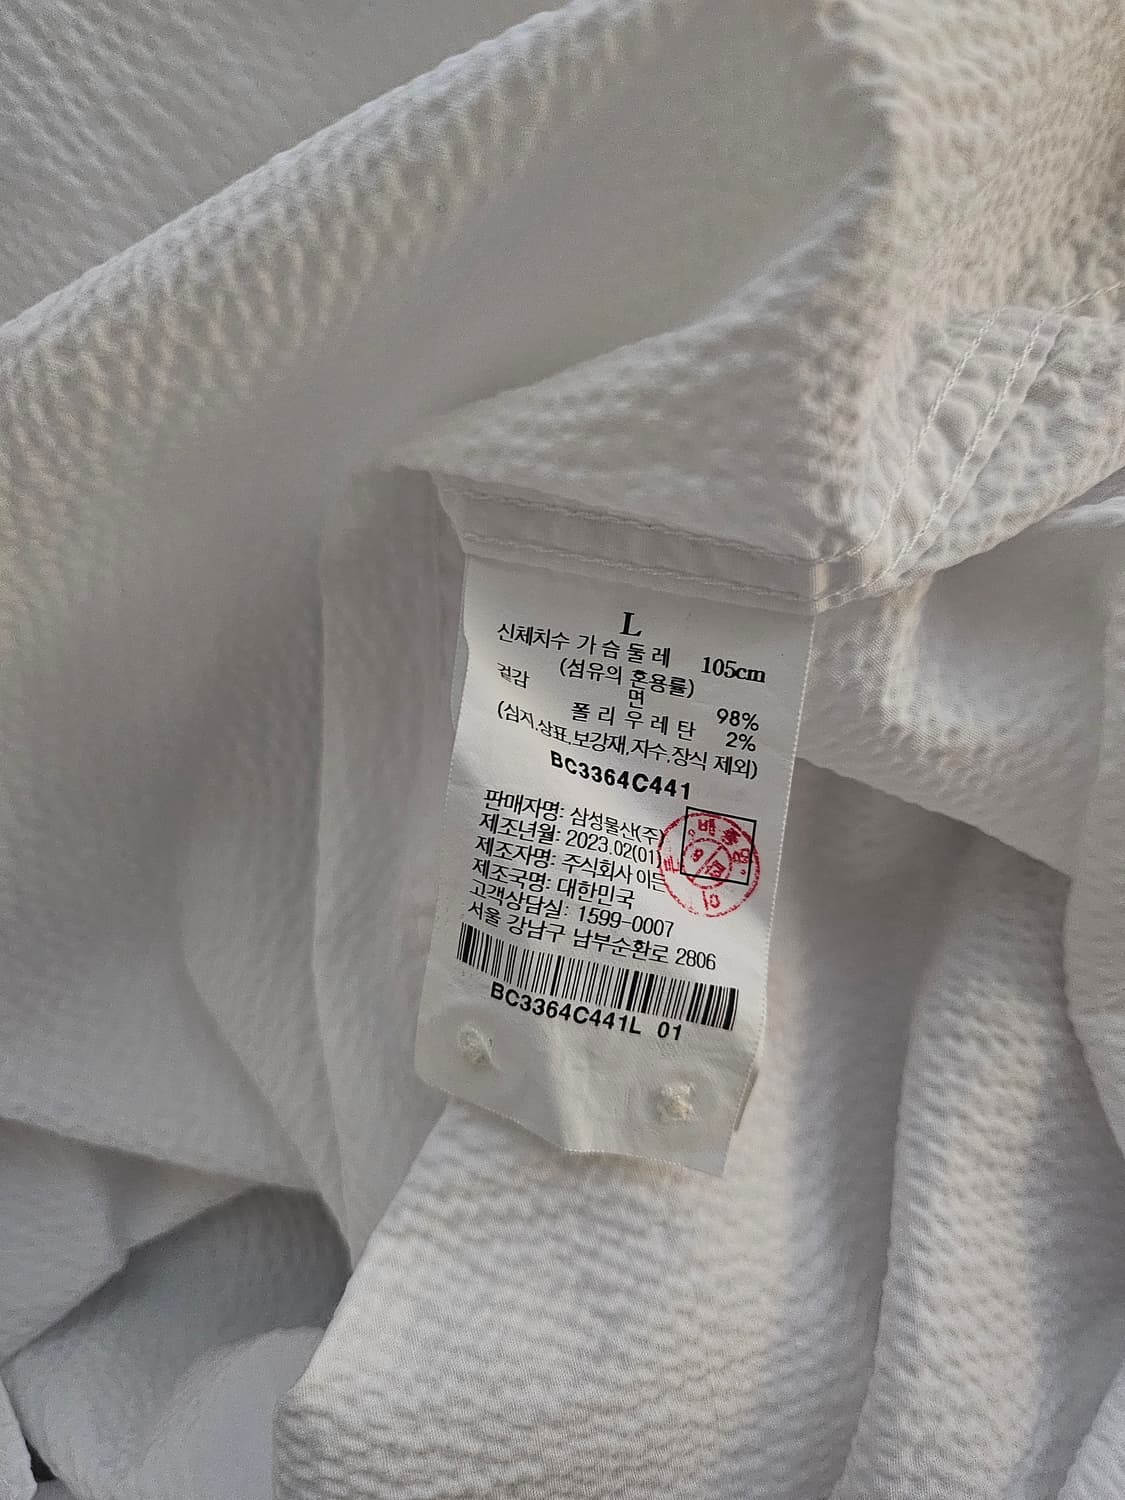 L
신체치수 가슴둘레 105cm
(섬유의 혼용률)
겉감 면 98%
폴리우레탄 2%
(심지,상표,보강재,자수,장식 제외)
BC3364C441
판매자명: 삼성물산(주)
제조년월: 2023.02(01)
제조자명: 주식회사 이든
제조국명: 대한민국
고객상담실: 1599-0007
서울 강남구 남부순환로 2806
BC3364C441L 01